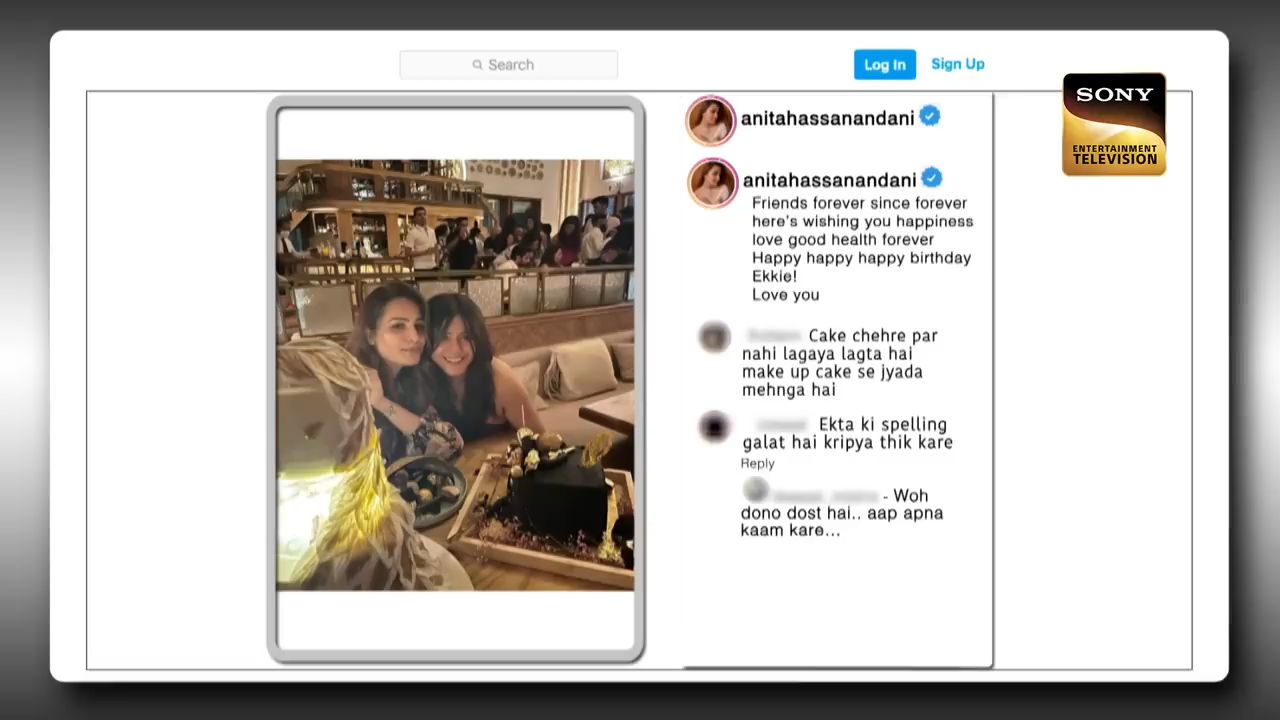 Search
Log In
Sign Up
SONY
ENTERTAINMENT
TELEVISION
anitahassanandani
anitahassanandani
Friends forever since forever
here's wishing you happiness
love good health forever
Happy happy happy birthday
Ekkie!
Love you
Cake chehre par
nahi lagaya lagta hai
make up cake se jyada
mehnga hai
Ekta ki spelling
galat hai kripya thik kare
Reply
- Woh
dono dost hai.. aap apna
kaam kare...